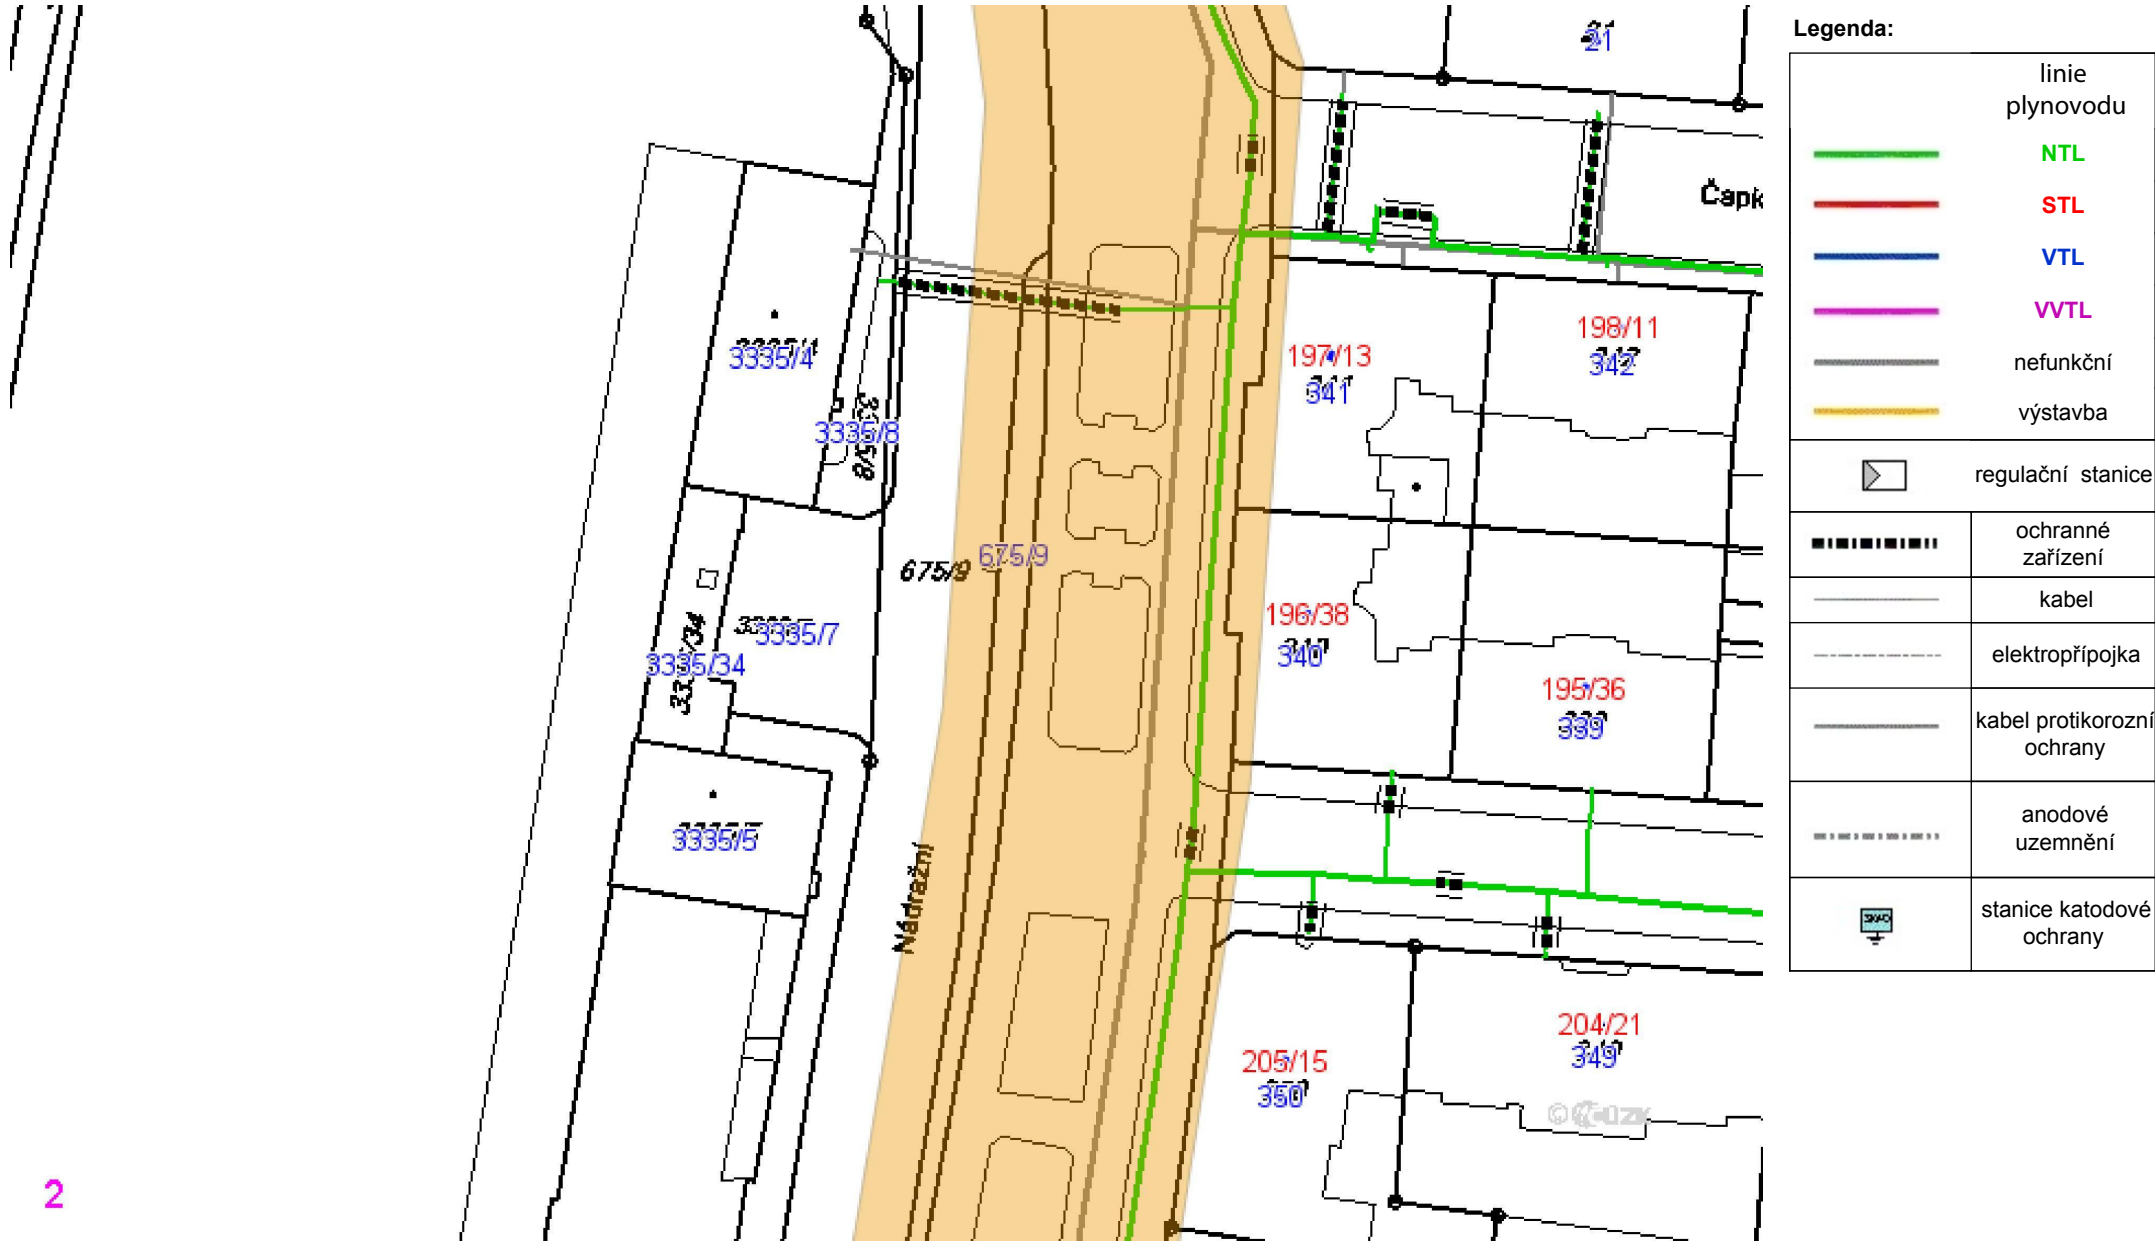 21
Legenda:
linie
plynovodu
NTL
STL
VTL
VVTL
nefunkční
výstavba
regulační stanice
ochranné
zařízení
kabel
elektropřípojka
kabel protikorozní
ochrany
anodové
uzemnění
stanice katodové
ochrany
3335/4
3335/8
3335/8
197/13
341
198/11
342
675/9
675/9
3335/7
3335/34
196/38
340
195/36
339
3335/5
Nádražní
205/15
350
204/21
349
2